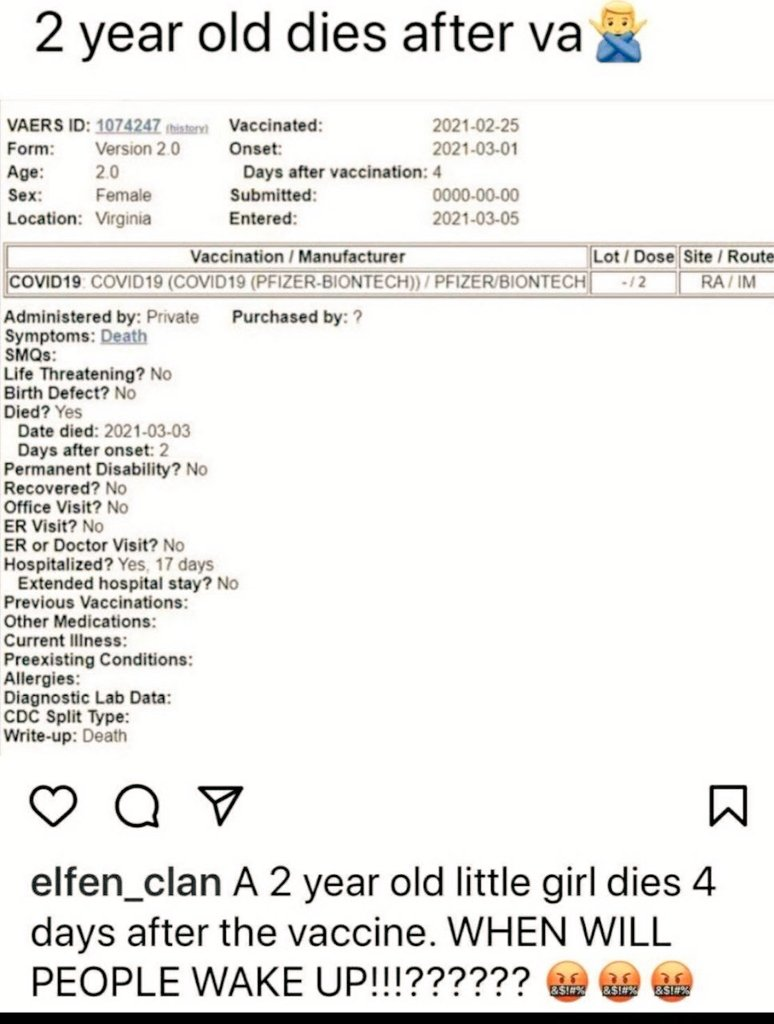 2 year old dies after va
VAERS ID: 1074247 (history) Vaccinated: 2021-02-25
Form: Version 2.0 Onset: 2021-03-01
Age: 2.0 Days after vaccination: 4
Sex: Female Submitted: 0000-00-00
Location: Virginia Entered: 2021-03-05
Vaccination / Manufacturer Lot / Dose Site / Route
COVID19: COVID19 (COVID19 (PFIZER-BIONTECH)) / PFIZER/BIONTECH - / 2 RA / IM
Administered by: Private Purchased by: ?
Symptoms: Death
SMQs:
Life Threatening? No
Birth Defect? No
Died? Yes
Date died: 2021-03-03
Days after onset: 2
Permanent Disability? No
Recovered? No
Office Visit? No
ER Visit? No
ER or Doctor Visit? No
Hospitalized? Yes, 17 days
Extended hospital stay? No
Previous Vaccinations:
Other Medications:
Current Illness:
Preexisting Conditions:
Allergies:
Diagnostic Lab Data:
CDC Split Type:
Write-up: Death
elfen_clan A 2 year old little girl dies 4
days after the vaccine. WHEN WILL
PEOPLE WAKE UP!!!?????? 🤬🤬🤬